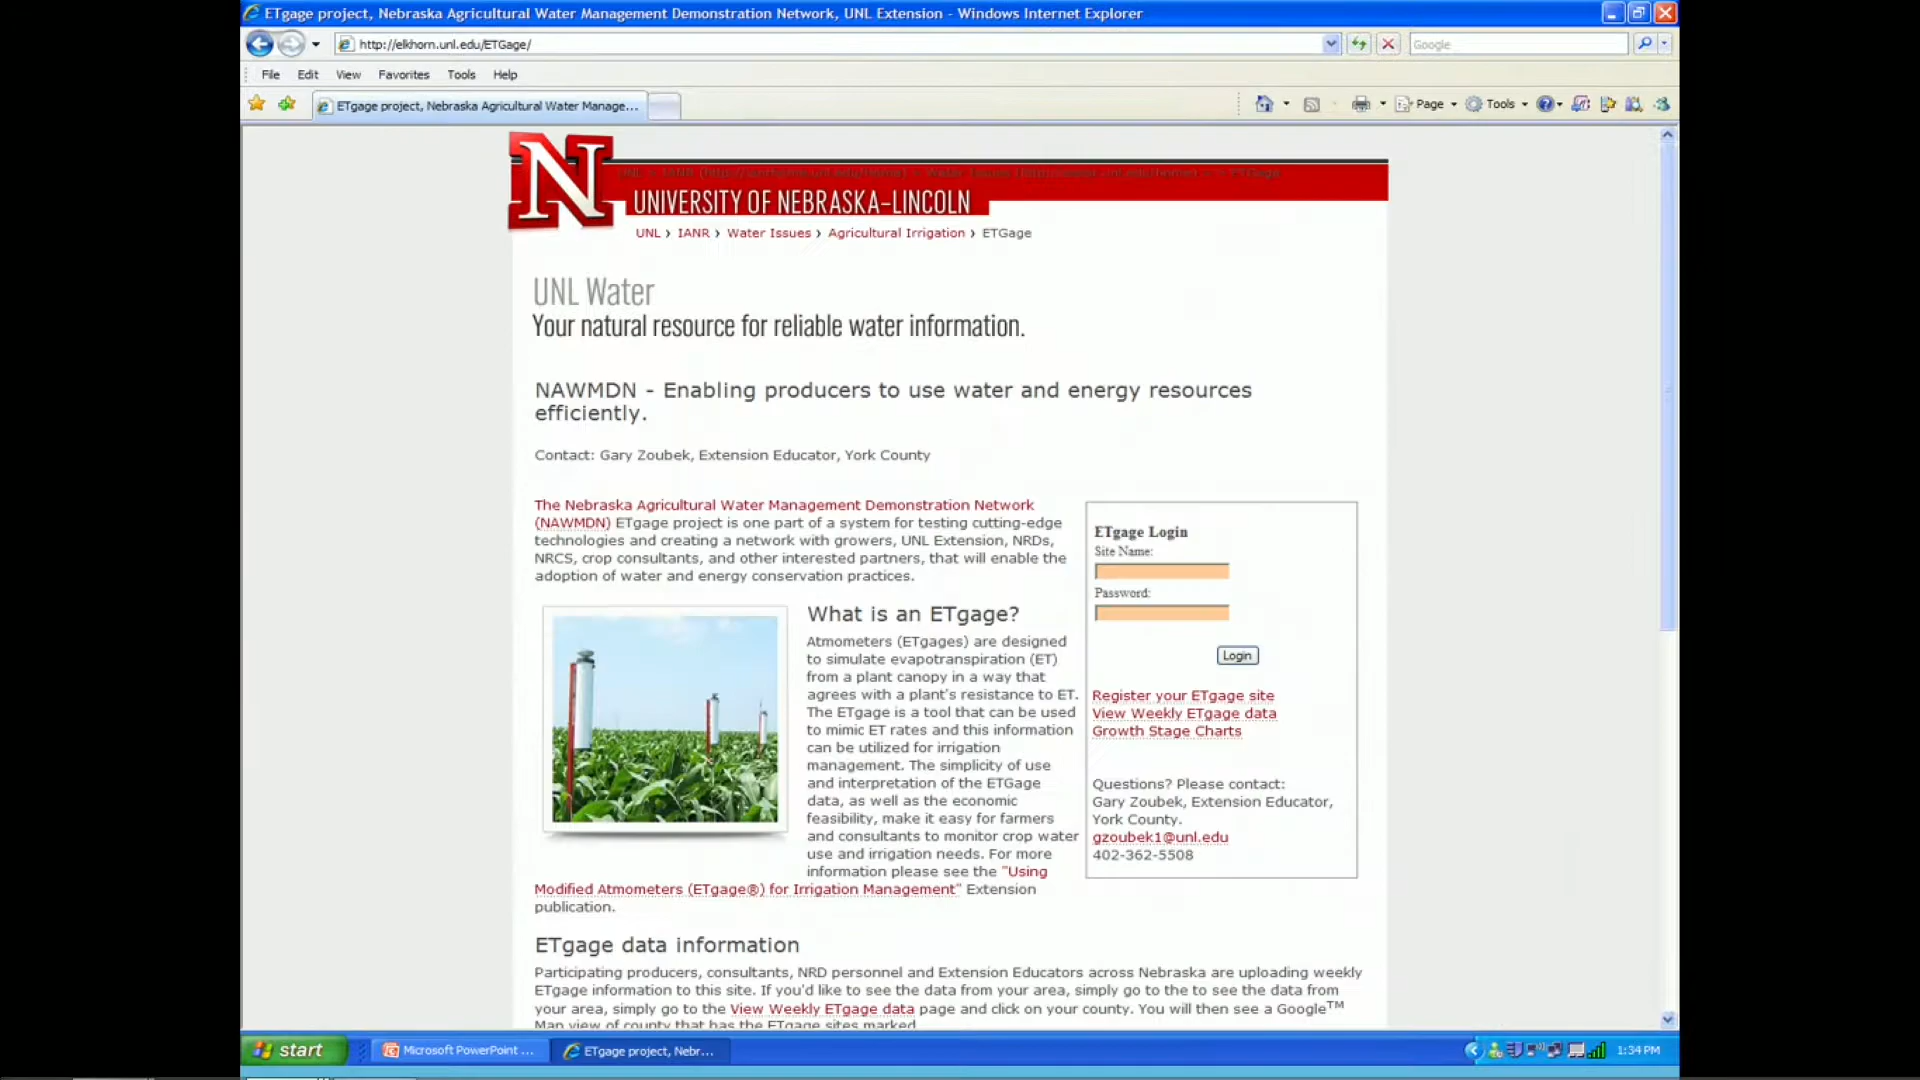 ETgage project, Nebraska Agricultural Water Management Demonstration Network, UNL Extension - Windows Internet Explorer
http://elkhorn.unl.edu/ETGage/
Google
File Edit View Favorites Tools Help
ETgage project, Nebraska Agricultural Water Manage...
Page Tools
N
UNIVERSITY OF NEBRASKA–LINCOLN
UNL › IANR › Water Issues › Agricultural Irrigation › ETGage
UNL Water
Your natural resource for reliable water information.
NAWMDN - Enabling producers to use water and energy resources
efficiently.
Contact: Gary Zoubek, Extension Educator, York County
The Nebraska Agricultural Water Management Demonstration Network
(NAWMDN) ETgage project is one part of a system for testing cutting-edge
technologies and creating a network with growers, UNL Extension, NRDs,
NRCS, crop consultants, and other interested partners, that will enable the
adoption of water and energy conservation practices.
What is an ETgage?
Atmometers (ETgages) are designed
to simulate evapotranspiration (ET)
from a plant canopy in a way that
agrees with a plant's resistance to ET.
The ETgage is a tool that can be used
to mimic ET rates and this information
can be utilized for irrigation
management. The simplicity of use
and interpretation of the ETGage
data, as well as the economic
feasibility, make it easy for farmers
and consultants to monitor crop water
use and irrigation needs. For more
information please see the "Using
Modified Atmometers (ETgage®) for Irrigation Management" Extension
publication.
ETgage Login
Site Name:
Password:
Login
Register your ETgage site
View Weekly ETgage data
Growth Stage Charts
Questions? Please contact:
Gary Zoubek, Extension Educator,
York County.
gzoubek1@unl.edu
402-362-5508
ETgage data information
Participating producers, consultants, NRD personnel and Extension Educators across Nebraska are uploading weekly
ETgage information to this site. If you'd like to see the data from your area, simply go to the to see the data from
your area, simply go to the View Weekly ETgage data page and click on your county. You will then see a Google™
Map view of county that has the ETgage sites marked
start
Microsoft PowerPoint ...
ETgage project, Nebr...
1:34 PM